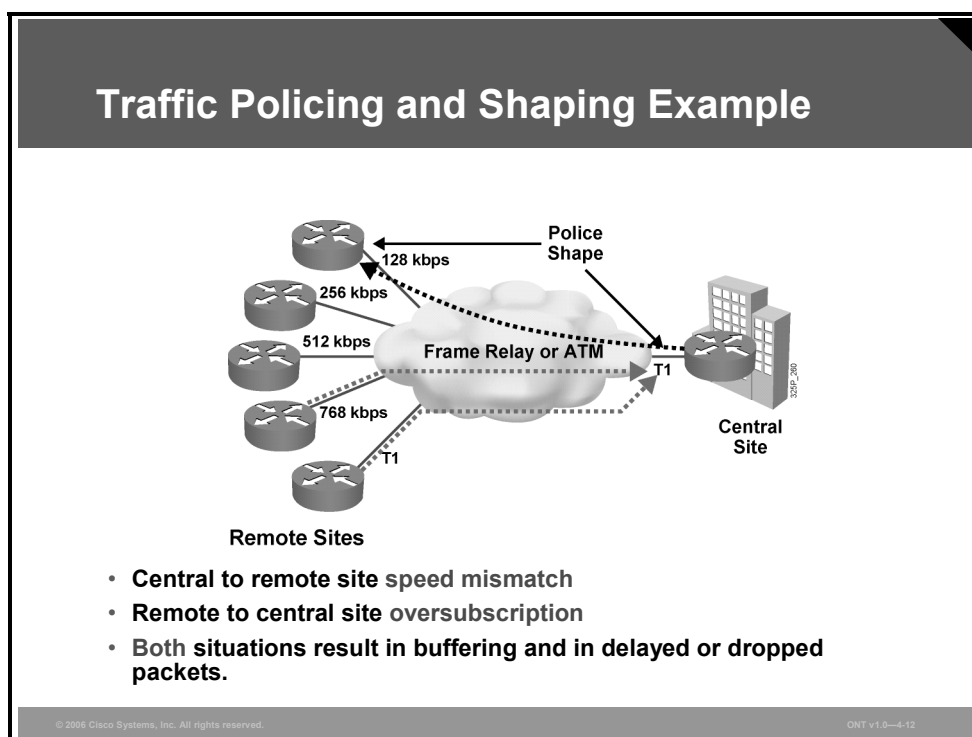 Traffic Policing and Shaping Example
Police
Shape
128 kbps
256 kbps
512 kbps
Frame Relay or ATM
T1
768 kbps
T1
325P_260
Central
Site
Remote Sites
• Central to remote site speed mismatch
• Remote to central site oversubscription
• Both situations result in buffering and in delayed or dropped
packets.
© 2006 Cisco Systems, Inc. All rights reserved.
ONT v1.0—4-12